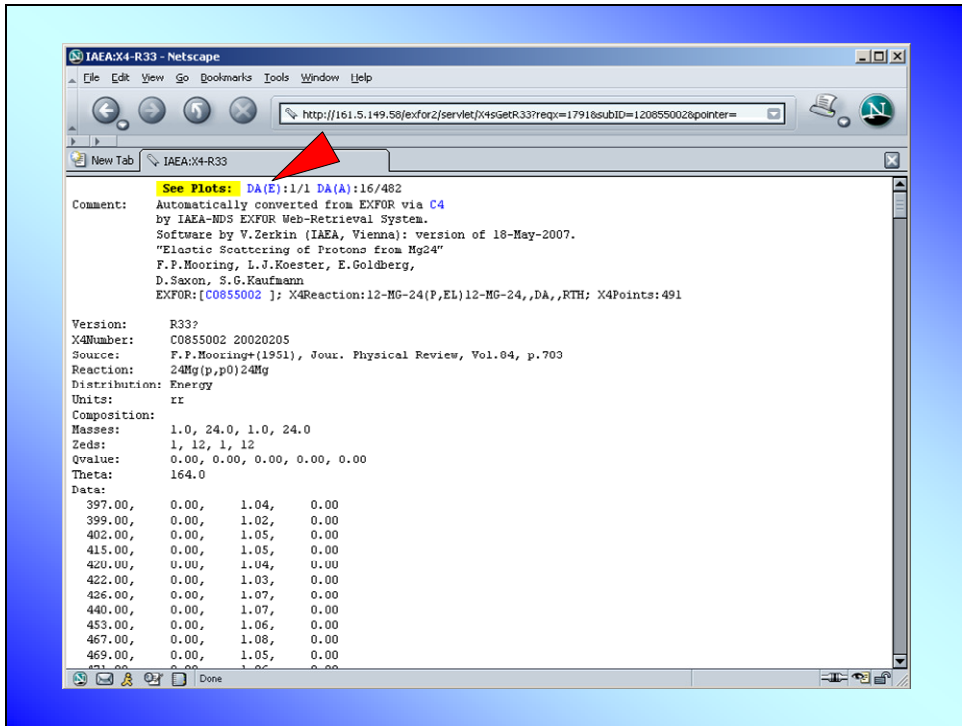 IAEA:X4-R33 - Netscape
File Edit View Go Bookmarks Tools Window Help
http://161.5.149.58/exfor2/servlet/X4sGetR33?reqx=1791&subID=120855002&pointer=
N
New Tab IAEA:X4-R33
See Plots: DA(E):1/1 DA(A):16/482
Comment: Automatically converted from EXFOR via C4
by IAEA-NDS EXFOR Web-Retrieval System.
Software by V.Zerkin (IAEA, Vienna): version of 18-May-2007.
"Elastic Scattering of Protons from Mg24"
F.P.Mooring, L.J.Koester, E.Goldberg,
D.Saxon, S.G.Kaufmann
EXFOR:[C0855002 ]; X4Reaction:12-MG-24(P,EL)12-MG-24,,DA,,RTH; X4Points:491
Version: R33?
X4Number: C0855002 20020205
Source: F.P.Mooring+(1951), Jour. Physical Review, Vol.84, p.703
Reaction: 24Mg(p,p0)24Mg
Distribution: Energy
Units: rr
Composition:
Masses: 1.0, 24.0, 1.0, 24.0
Zeds: 1, 12, 1, 12
Qvalue: 0.00, 0.00, 0.00, 0.00, 0.00
Theta: 164.0
Data:
397.00, 0.00, 1.04, 0.00
399.00, 0.00, 1.02, 0.00
402.00, 0.00, 1.05, 0.00
415.00, 0.00, 1.05, 0.00
420.00, 0.00, 1.04, 0.00
422.00, 0.00, 1.03, 0.00
426.00, 0.00, 1.07, 0.00
440.00, 0.00, 1.07, 0.00
453.00, 0.00, 1.06, 0.00
467.00, 0.00, 1.08, 0.00
469.00, 0.00, 1.05, 0.00
Done